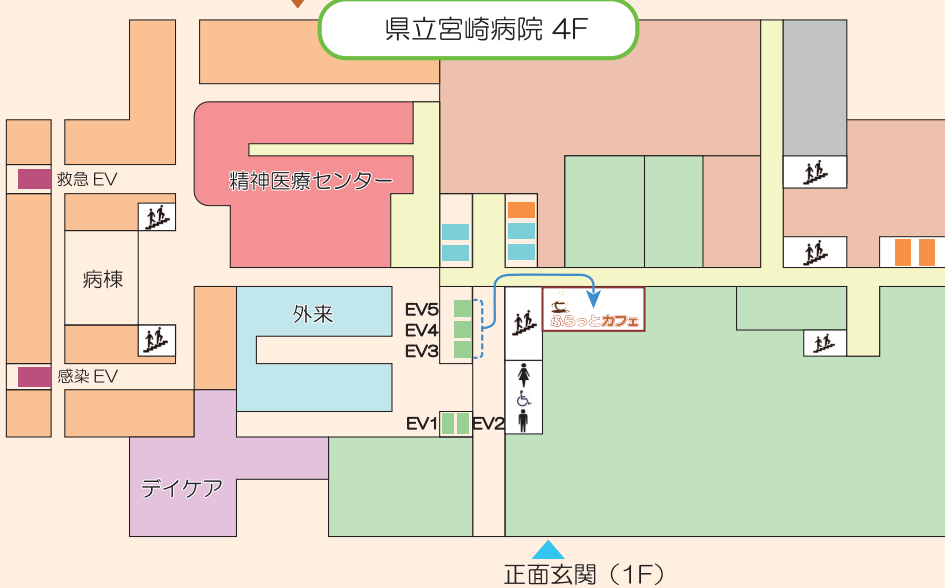 県立宮崎病院 4F
救急 EV
精神医療センター
病棟
外来
EV5
EV4
EV3
ふらっとカフェ
感染 EV
EV1
EV2
デイケア
正面玄関（1F）